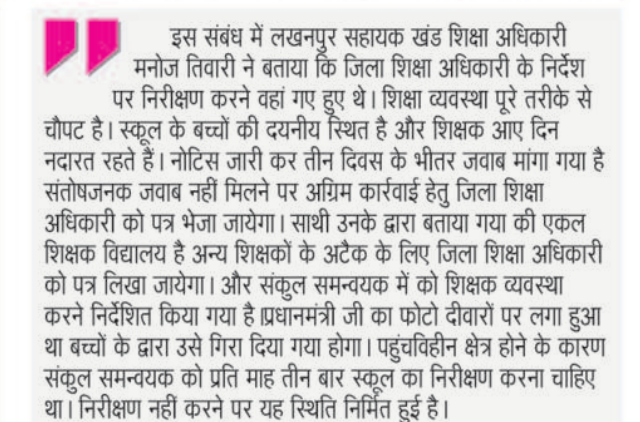 इस संबंध में लखनपुर सहायक खंड शिक्षा अधिकारी
मनोज तिवारी ने बताया कि जिला शिक्षा अधिकारी के निर्देश
पर निरीक्षण करने वहां गए हुए थे। शिक्षा व्यवस्था पूरे तरीके से
चौपट है। स्कूल के बच्चों की दयनीय स्थित है और शिक्षक आए दिन
नदारत रहते हैं। नोटिस जारी कर तीन दिवस के भीतर जवाब मांगा गया है
संतोषजनक जवाब नहीं मिलने पर अग्रिम कार्रवाई हेतु जिला शिक्षा
अधिकारी को पत्र भेजा जायेगा। साथी उनके द्वारा बताया गया की एकल
शिक्षक विद्यालय है अन्य शिक्षकों के अटैक के लिए जिला शिक्षा अधिकारी
को पत्र लिखा जायेगा। और संकुल समन्वयक में को शिक्षक व्यवस्था
करने निर्देशित किया गया है।प्रधानमंत्री जी का फोटो दीवारों पर लगा हुआ
था बच्चों के द्वारा उसे गिरा दिया गया होगा। पहुंचविहीन क्षेत्र होने के कारण
संकुल समन्वयक को प्रति माह तीन बार स्कूल का निरीक्षण करना चाहिए
था। निरीक्षण नहीं करने पर यह स्थिति निर्मित हुई है।